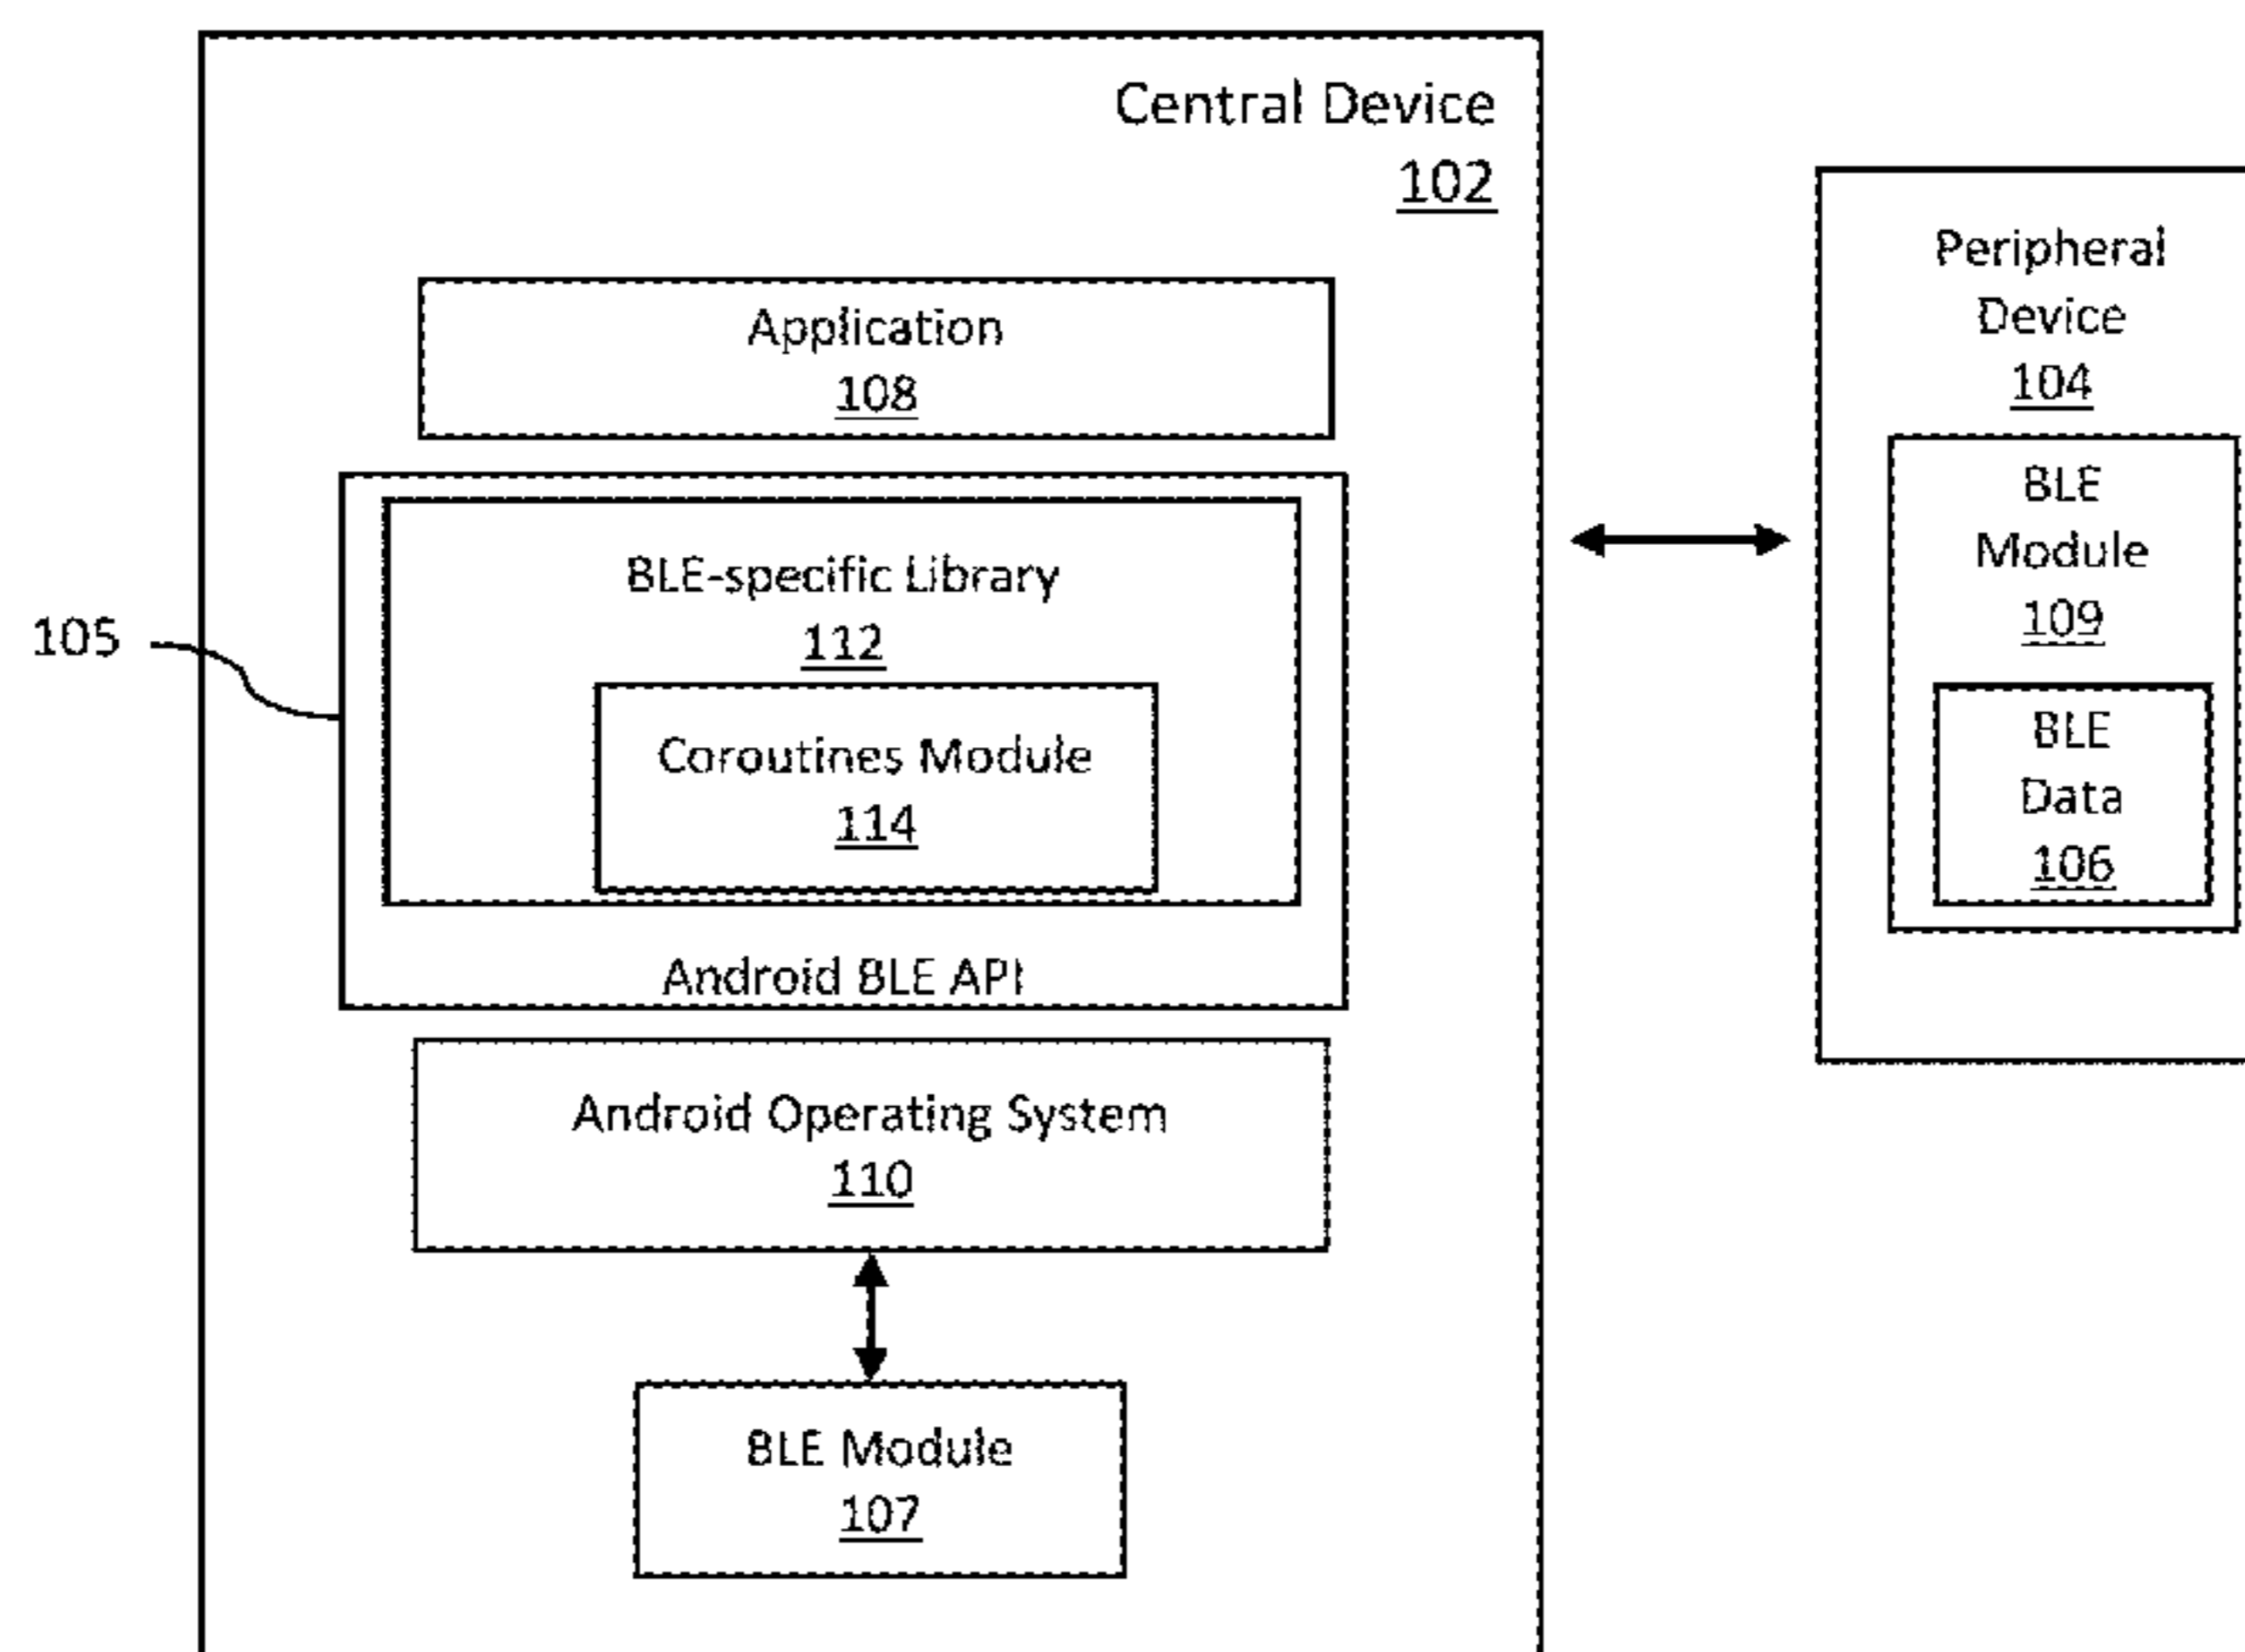 Central Device
102
Application
108
BLE-specific Library
112
105
Coroutines Module
114
Android BLE API
Android Operating System
110
BLE Module
107
Peripheral
Device
104
BLE
Module
109
BLE
Data
106